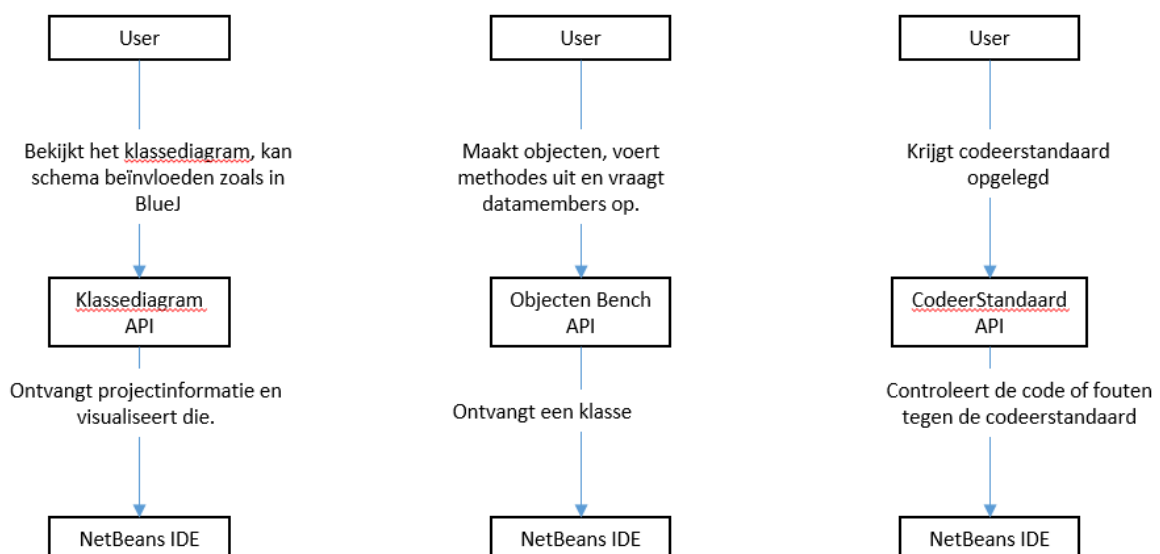 User
Bekijkt het klassediagram, kan
schema beïnvloeden zoals in
BlueJ
Klassediagram
API
Ontvangt projectinformatie en
visualiseert die.
NetBeans IDE
User
Maakt objecten, voert
methodes uit en vraagt
datamembers op.
Objecten Bench
API
Ontvangt een klasse
NetBeans IDE
User
Krijgt codeerstandaard
opgelegd
CodeerStandaard
API
Controleert de code of fouten
tegen de codeerstandaard
NetBeans IDE